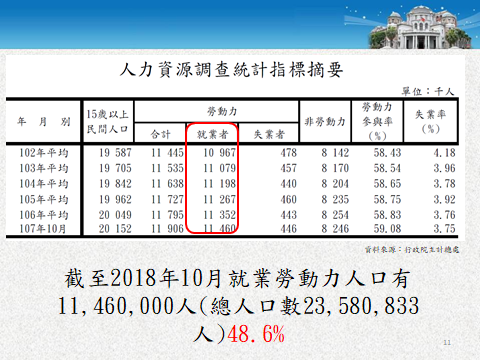 人力資源調查統計指標摘要
單位：千人
年 月 別 15歲以上民間人口 勞動力 非勞動力 勞動力參與率(%) 失業率(%)
合計 就業者 失業者
102年平均 19 587 11 445 10 967 478 8 142 58.43 4.18
103年平均 19 705 11 535 11 079 457 8 170 58.54 3.96
104年平均 19 842 11 638 11 198 440 8 204 58.65 3.78
105年平均 19 962 11 727 11 267 460 8 235 58.75 3.92
106年平均 20 049 11 795 11 352 443 8 254 58.83 3.76
107年10月 20 152 11 906 11 460 446 8 246 59.08 3.75
資料來源：行政院主計總處
截至2018年10月就業勞動力人口有
11,460,000人(總人口數23,580,833
人)48.6%
11